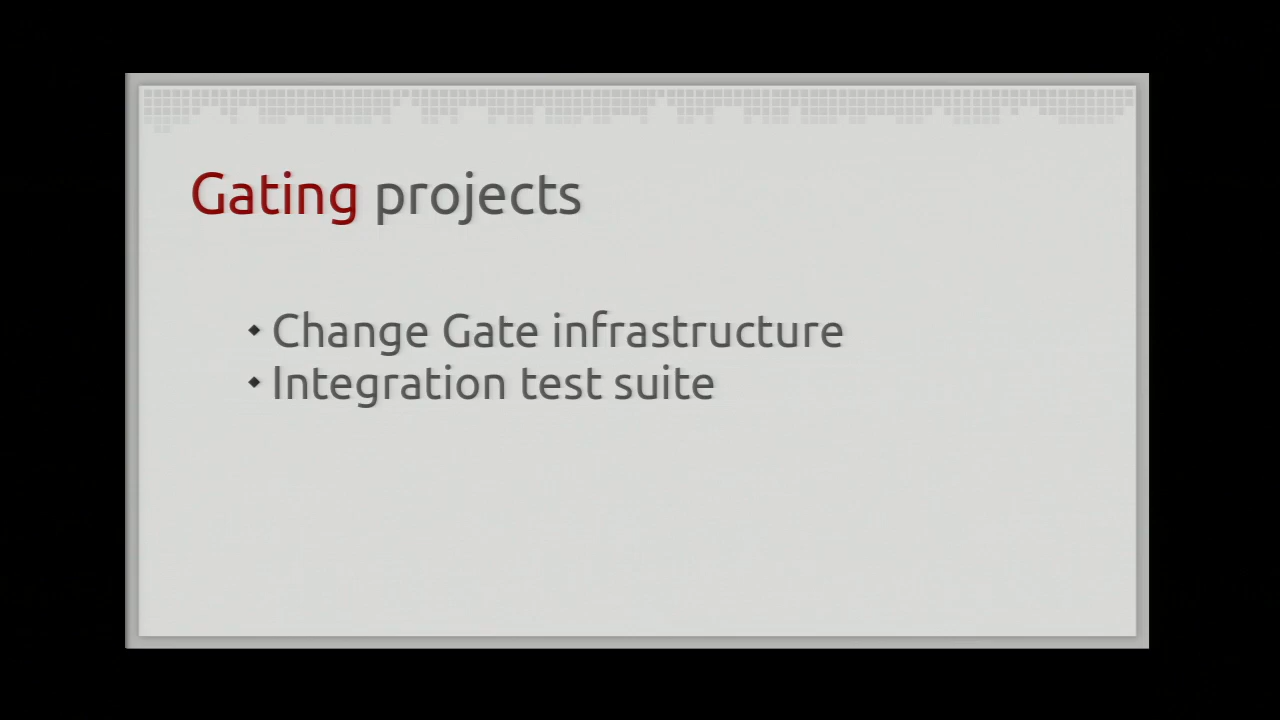 Gating projects
Change Gate infrastructure
Integration test suite